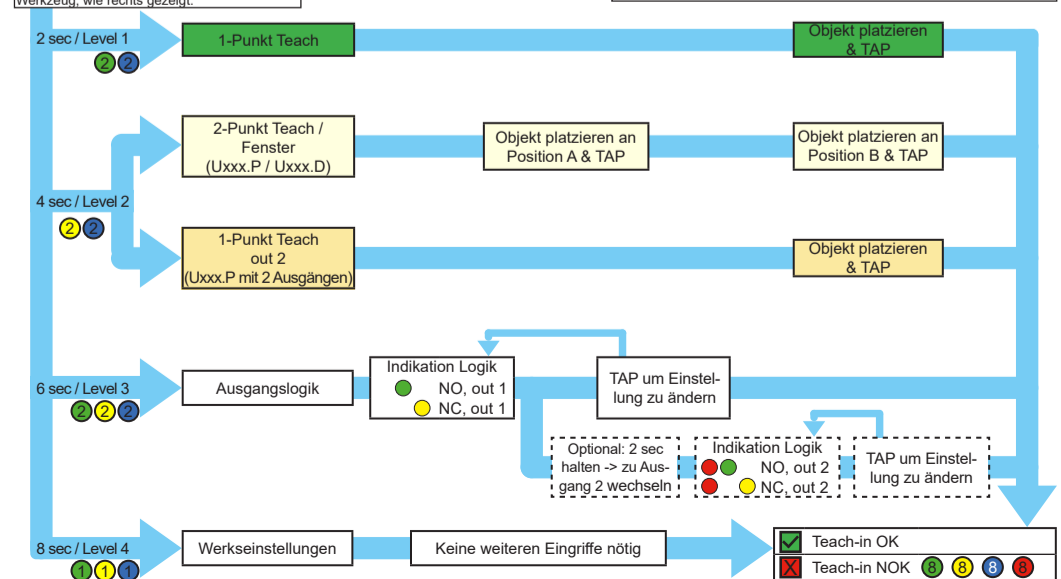 Werkzeug, wie rechts gezeigt.
2 sec / Level 1
2 2
1-Punkt Teach
Objekt platzieren
& TAP
2-Punkt Teach /
Fenster
(Uxxx.P / Uxxx.D)
Objekt platzieren an
Position A & TAP
Objekt platzieren an
Position B & TAP
4 sec / Level 2
2 2
1-Punkt Teach
out 2
(Uxxx.P mit 2 Ausgängen)
Objekt platzieren
& TAP
6 sec / Level 3
2 2 2
Ausgangslogik
Indikation Logik
NO, out 1
NC, out 1
TAP um Einstel-
lung zu ändern
Optional: 2 sec
halten -> zu Aus-
gang 2 wechseln
Indikation Logik
NO, out 2
NC, out 2
TAP um Einstel-
lung zu ändern
8 sec / Level 4
1 1 1
Werkseinstellungen
Keine weiteren Eingriffe nötig
Teach-in OK
Teach-in NOK 8 8 8 8